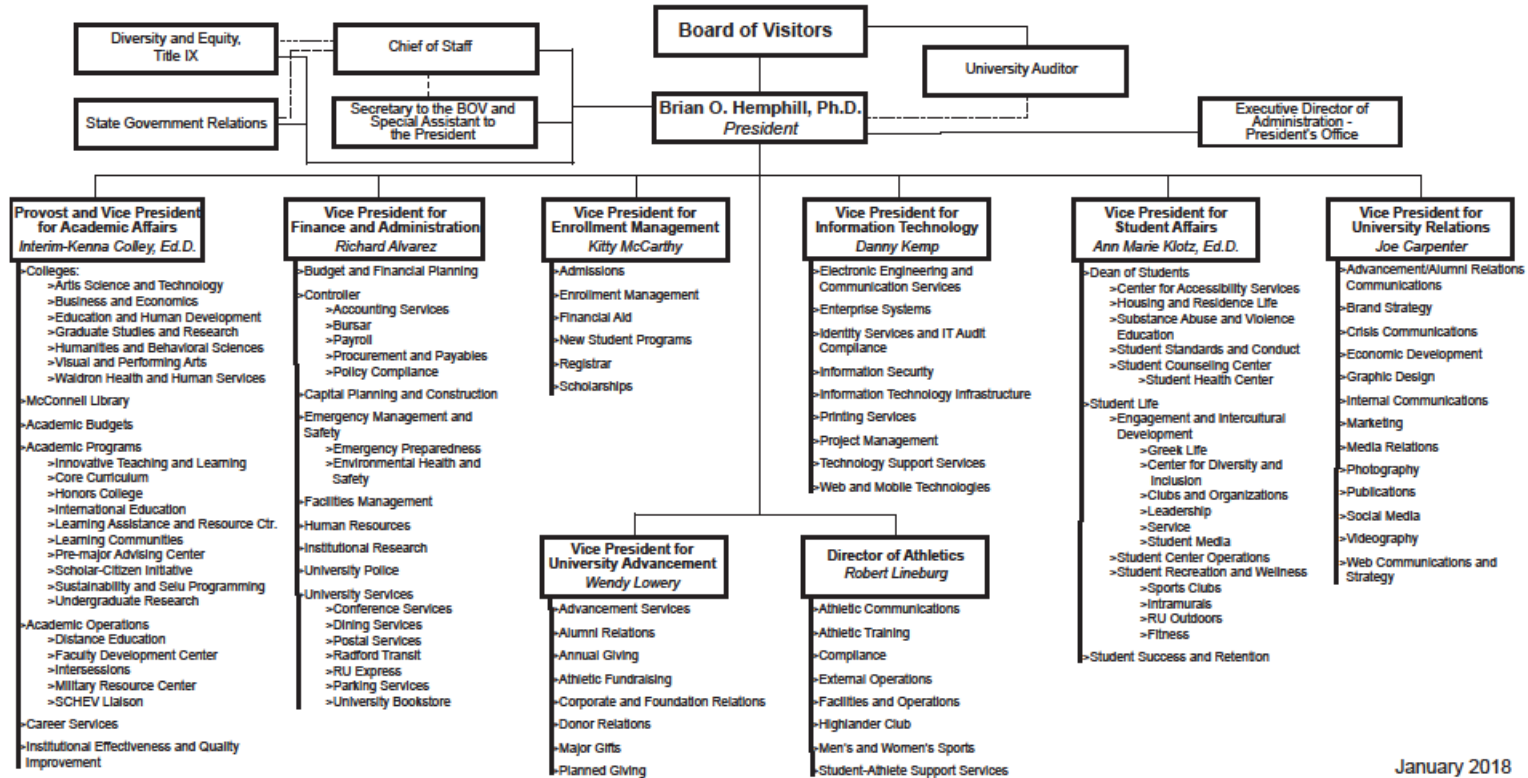 Board of Visitors
Diversity and Equity,
Title IX
Chief of Staff
University Auditor
State Government Relations
Secretary to the BOV and
Special Assistant to
the President
Brian O. Hemphill, Ph.D.
President
Executive Director of
Administration -
President's Office
Provost and Vice President
for Academic Affairs
Interim-Kenna Colley, Ed.D.
>Colleges:
>Artis Science and Technology
>Business and Economics
>Education and Human Development
>Graduate Studies and Research
>Humanities and Behavioral Sciences
>Visual and Performing Arts
>Waldron Health and Human Services
>McConnell Library
>Academic Budgets
>Academic Programs
>Innovative Teaching and Learning
>Core Curriculum
>Honors College
>International Education
>Learning Assistance and Resource Ctr.
>Learning Communities
>Pre-major Advising Center
>Scholar-Citizen Initiative
>Sustainability and Selu Programming
>Undergraduate Research
>Academic Operations
>Distance Education
>Faculty Development Center
>Intersessions
>Military Resource Center
>SCHEV Liaison
>Career Services
>Institutional Effectiveness and Quality
Improvement
Vice President for
Finance and Administration
Richard Alvarez
>Budget and Financial Planning
>Controller
>Accounting Services
>Bursar
>Payroll
>Procurement and Payables
>Policy Compliance
>Capital Planning and Construction
>Emergency Management and
Safety
>Emergency Preparedness
>Environmental Health and
Safety
>Facilities Management
>Human Resources
>Institutional Research
>University Police
>University Services
>Conference Services
>Dining Services
>Postal Services
>Radford Transit
>RU Express
>Parking Services
>University Bookstore
Vice President for
Enrollment Management
Kitty McCarthy
>Admissions
>Enrollment Management
>Financial Aid
>New Student Programs
>Registrar
>Scholarships
Vice President for
Information Technology
Danny Kemp
>Electronic Engineering and
Communication Services
>Enterprise Systems
>Identity Services and IT Audit
Compliance
>Information Security
>Information Technology Infrastructure
>Printing Services
>Project Management
>Technology Support Services
>Web and Mobile Technologies
Vice President for
Student Affairs
Ann Marie Klotz, Ed.D.
>Dean of Students
>Center for Accessibility Services
>Housing and Residence Life
>Substance Abuse and Violence
Education
>Student Standards and Conduct
>Student Counseling Center
>Student Health Center
>Student Life
>Engagement and Intercultural
Development
>Greek Life
>Center for Diversity and
Inclusion
>Clubs and Organizations
>Leadership
>Service
>Student Media
>Student Center Operations
>Student Recreation and Wellness
>Sports Clubs
>Intramurals
>RU Outdoors
>Fitness
>Student Success and Retention
Vice President for
University Relations
Joe Carpenter
>Advancement/Alumni Relations
Communications
>Brand Strategy
>Crisis Communications
>Economic Development
>Graphic Design
>Internal Communications
>Marketing
>Media Relations
>Photography
>Publications
>Social Media
>Videography
>Web Communications and
Strategy
Vice President for
University Advancement
Wendy Lowery
>Advancement Services
>Alumni Relations
>Annual Giving
>Athletic Fundraising
>Corporate and Foundation Relations
>Donor Relations
>Major Gifts
>Planned Giving
Director of Athletics
Robert Lineburg
>Athletic Communications
>Athletic Training
>Compliance
>External Operations
>Facilities and Operations
>Highlander Club
>Men's and Women's Sports
>Student-Athlete Support Services
January 2018